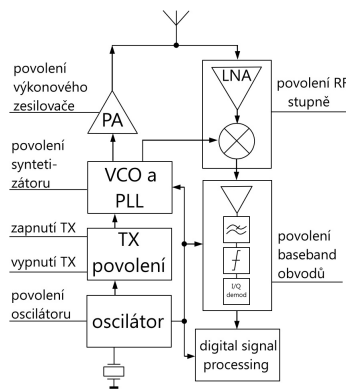 povolení
výkonového
zesilovače
PA
LNA
povolení RF
stupně
povolení
synteti-
zátoru
VCO a
PLL
zapnutí TX
vypnutí TX
TX
povolení
povolení
baseband
obvodů
I/Q
demod
povolení
oscilátoru
oscilátor
digital signal
processing